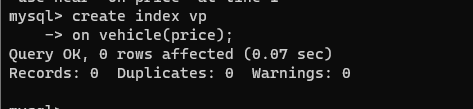 mysql> create index vp
    -> on vehicle(price);
Query OK, 0 rows affected (0.07 sec)
Records: 0  Duplicates: 0  Warnings: 0